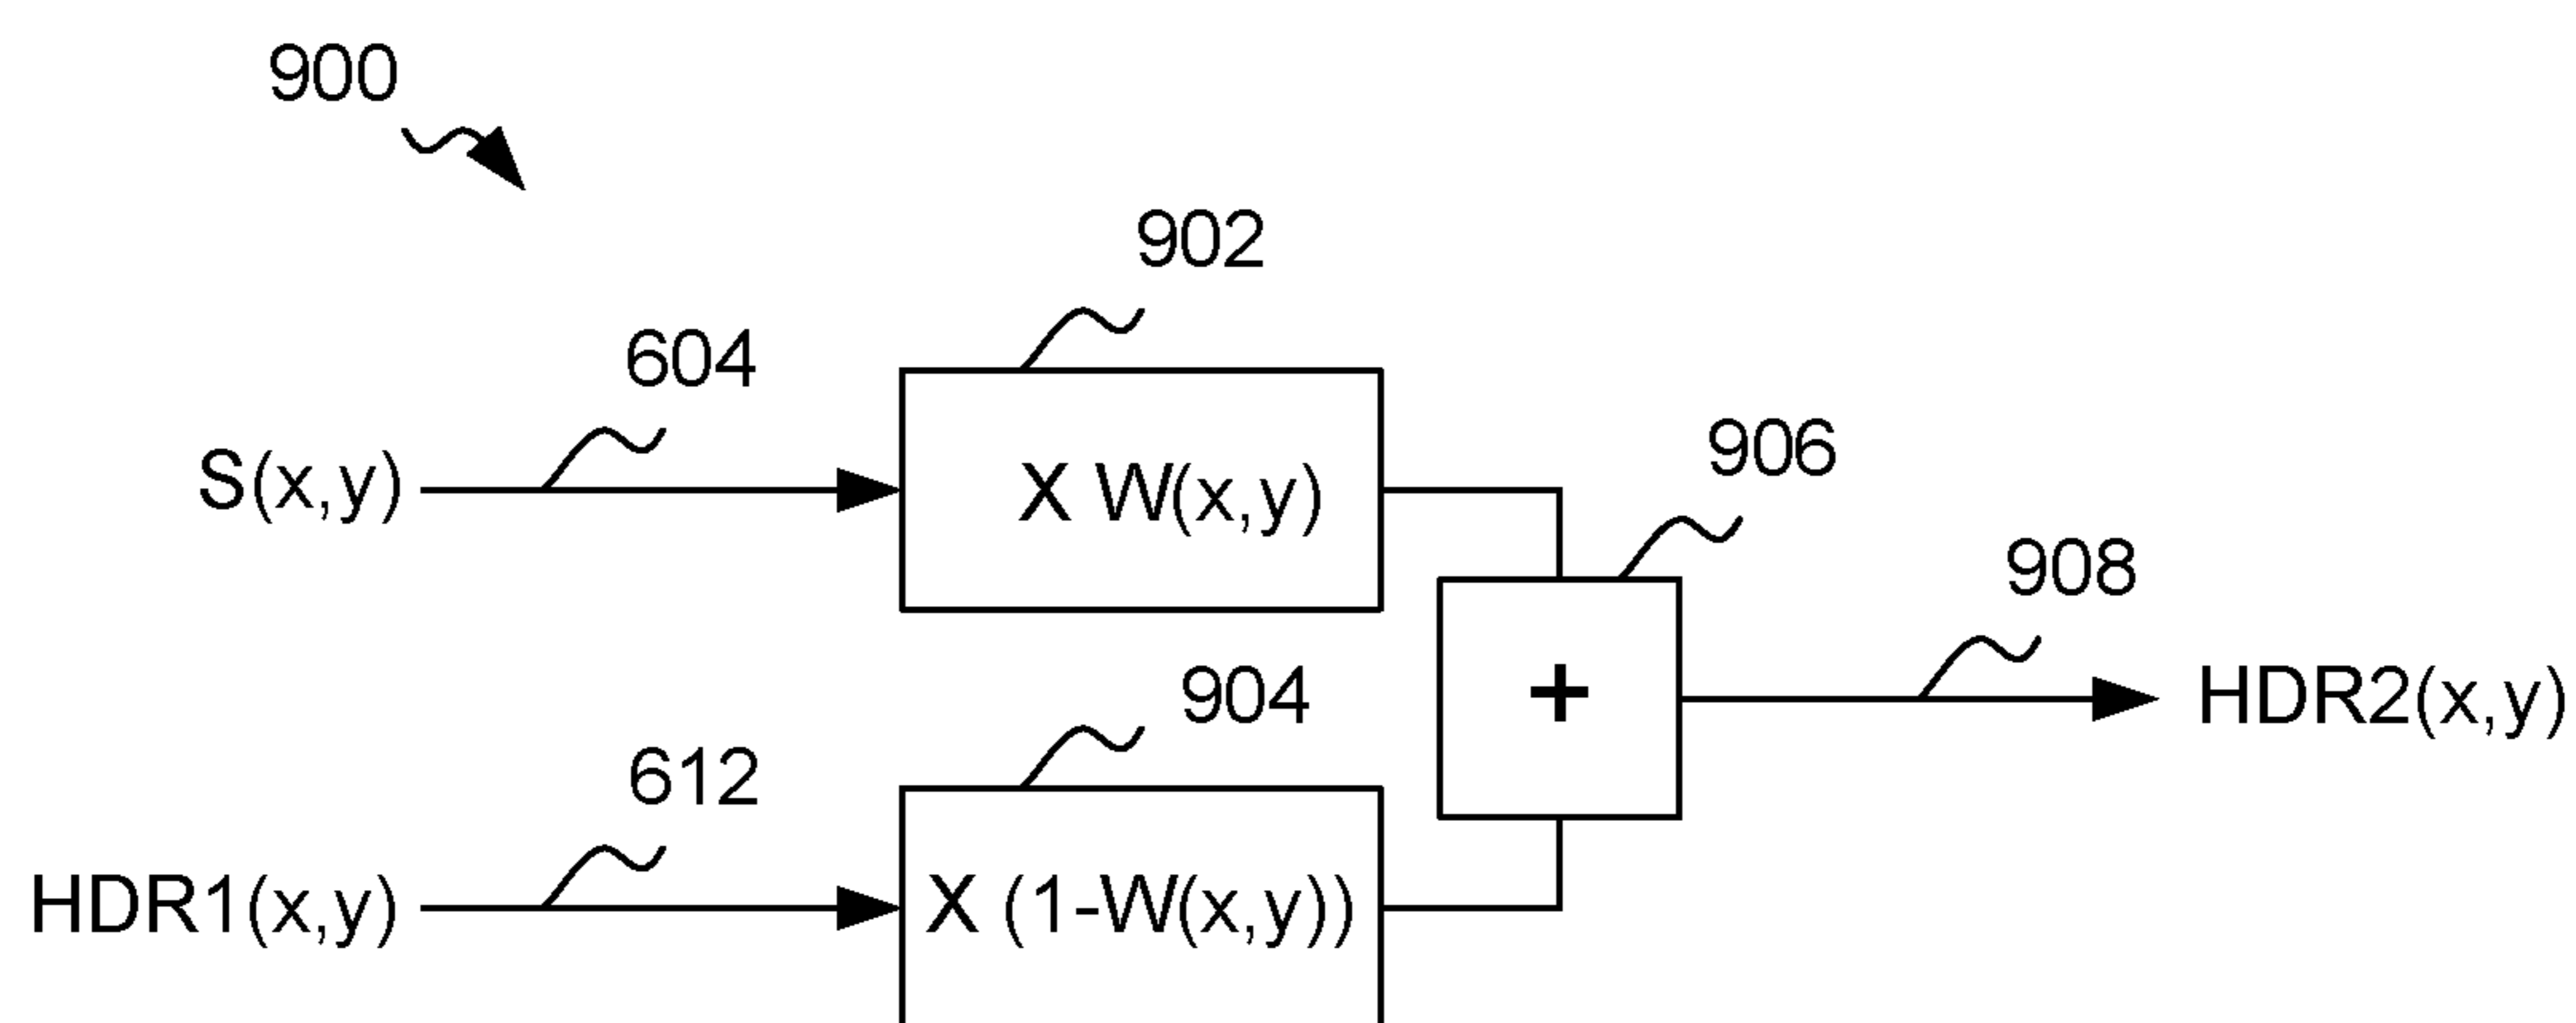 900
902
604
906
S(x,y)
X W(x,y)
908
+
HDR2(x,y)
904
612
HDR1(x,y)
X (1-W(x,y))